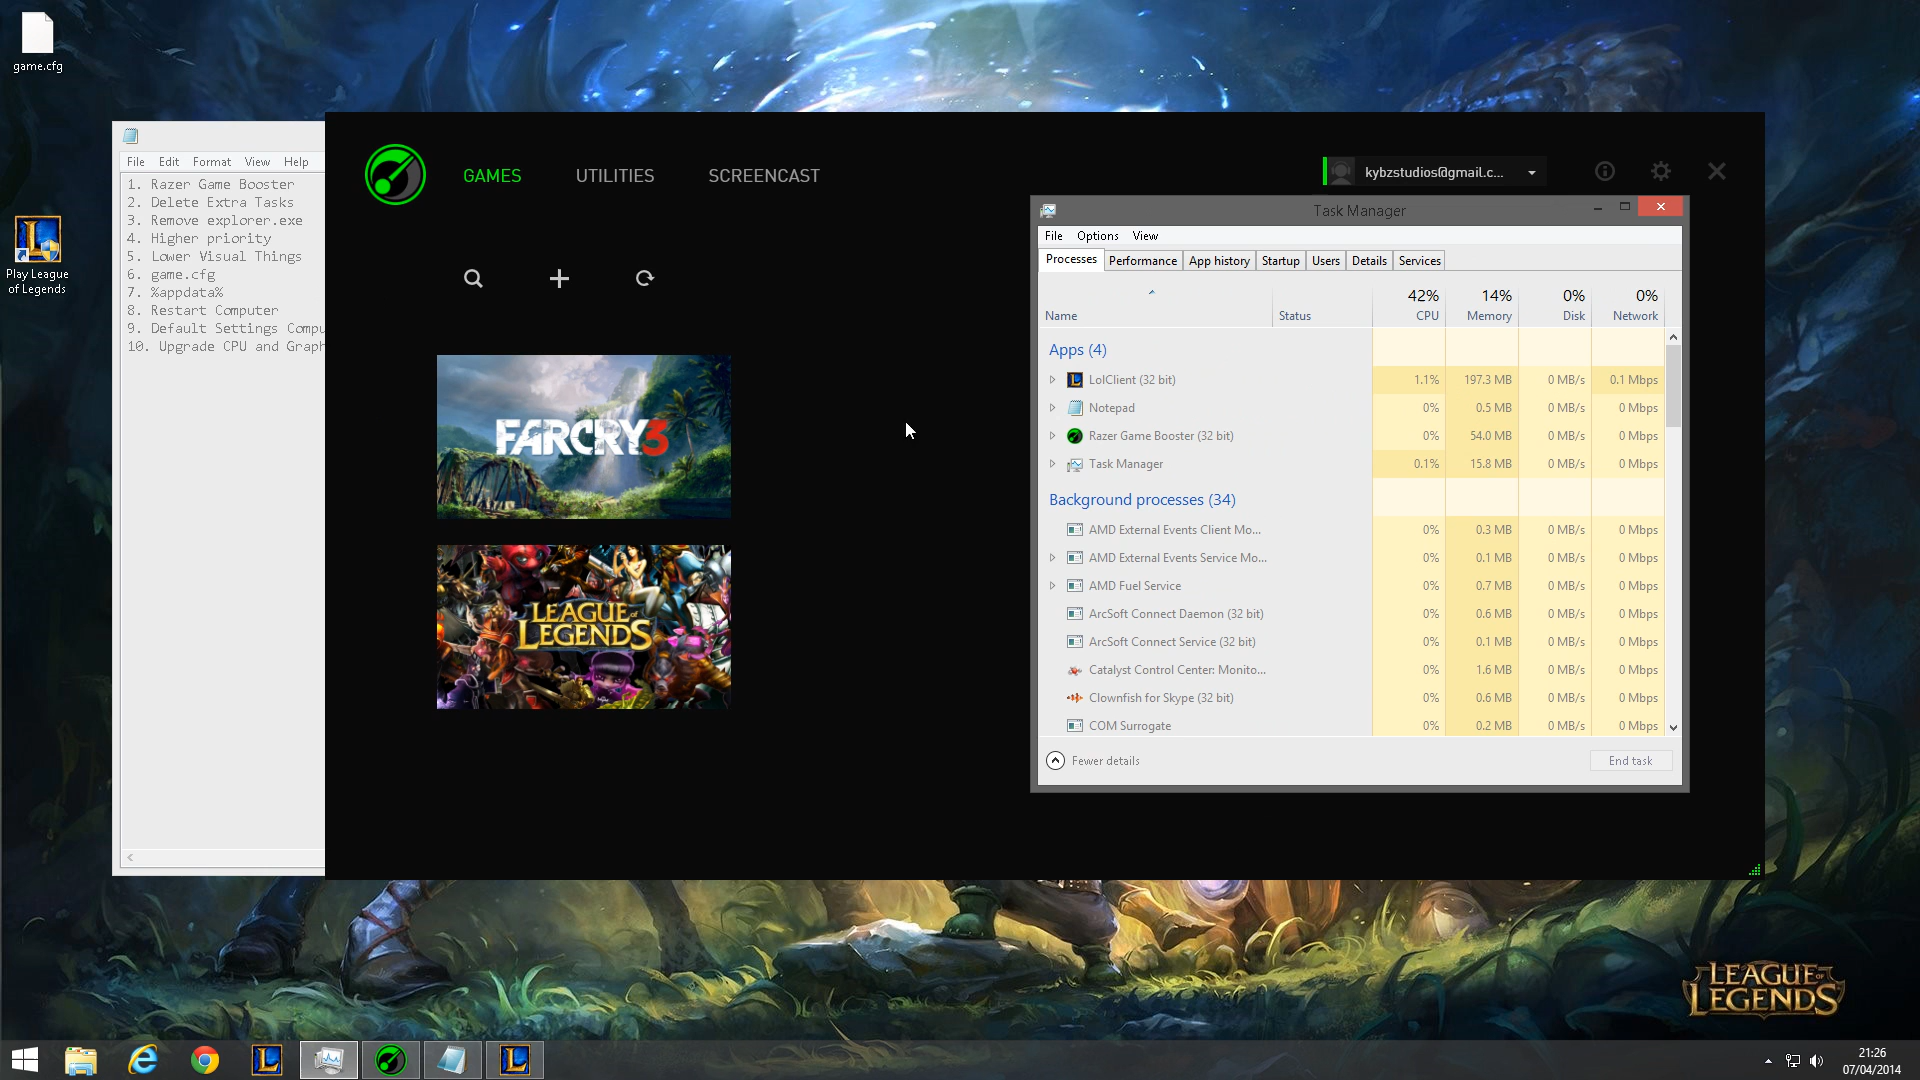 game.cfg
Play League
of Legends
File Edit Format View Help
1. Razer Game Booster
2. Delete Extra Tasks
3. Remove explorer.exe
4. Higher priority
5. Lower Visual Things
6. game.cfg
7. %appdata%
8. Restart Computer
9. Default Settings Compu
10. Upgrade CPU and Graph
GAMES UTILITIES SCREENCAST
kybzstudios@gmail.c...
FARCRY3
LEAGUE OF
LEGENDS
Task Manager
File Options View
Processes Performance App history Startup Users Details Services
42% 14% 0% 0%
Name Status CPU Memory Disk Network
Apps (4)
LolClient (32 bit) 1.1% 197.3 MB 0 MB/s 0.1 Mbps
Notepad 0% 0.5 MB 0 MB/s 0 Mbps
Razer Game Booster (32 bit) 0% 54.0 MB 0 MB/s 0 Mbps
Task Manager 0.1% 15.8 MB 0 MB/s 0 Mbps
Background processes (34)
AMD External Events Client Mo... 0% 0.3 MB 0 MB/s 0 Mbps
AMD External Events Service Mo... 0% 0.1 MB 0 MB/s 0 Mbps
AMD Fuel Service 0% 0.7 MB 0 MB/s 0 Mbps
ArcSoft Connect Daemon (32 bit) 0% 0.6 MB 0 MB/s 0 Mbps
ArcSoft Connect Service (32 bit) 0% 0.1 MB 0 MB/s 0 Mbps
Catalyst Control Center: Monito... 0% 1.6 MB 0 MB/s 0 Mbps
Clownfish for Skype (32 bit) 0% 0.6 MB 0 MB/s 0 Mbps
COM Surrogate 0% 0.2 MB 0 MB/s 0 Mbps
Fewer details End task
LEAGUE OF
LEGENDS
21:26
07/04/2014